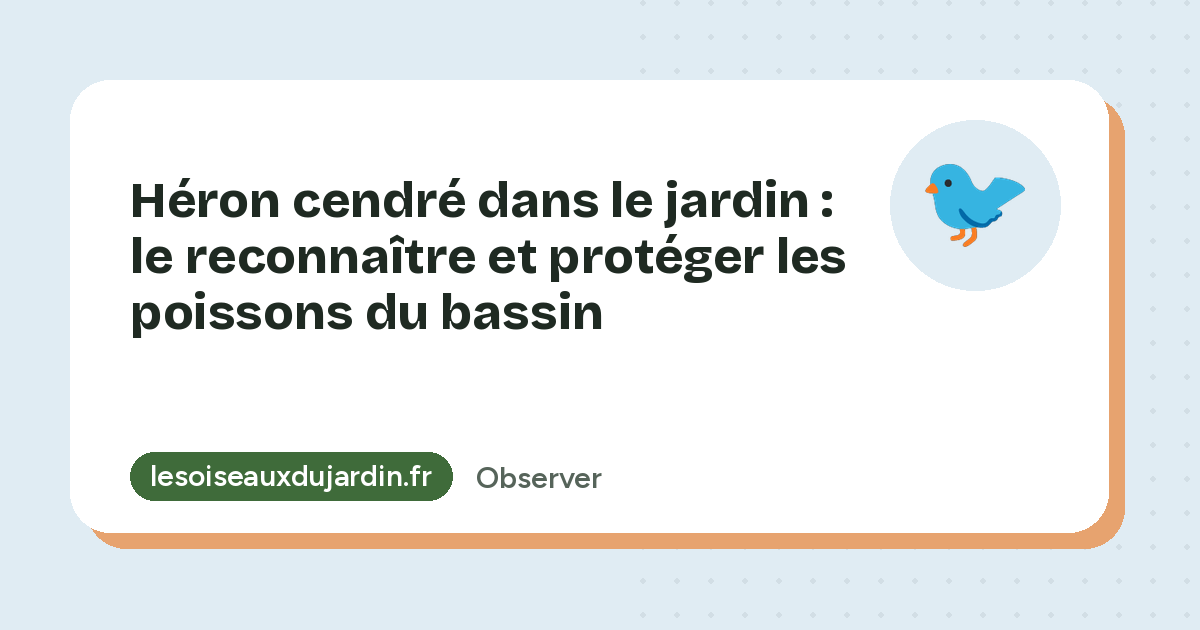 Héron cendré dans le jardin :
le reconnaître et protéger les
poissons du bassin
lesoiseauxdujardin.fr
Observer